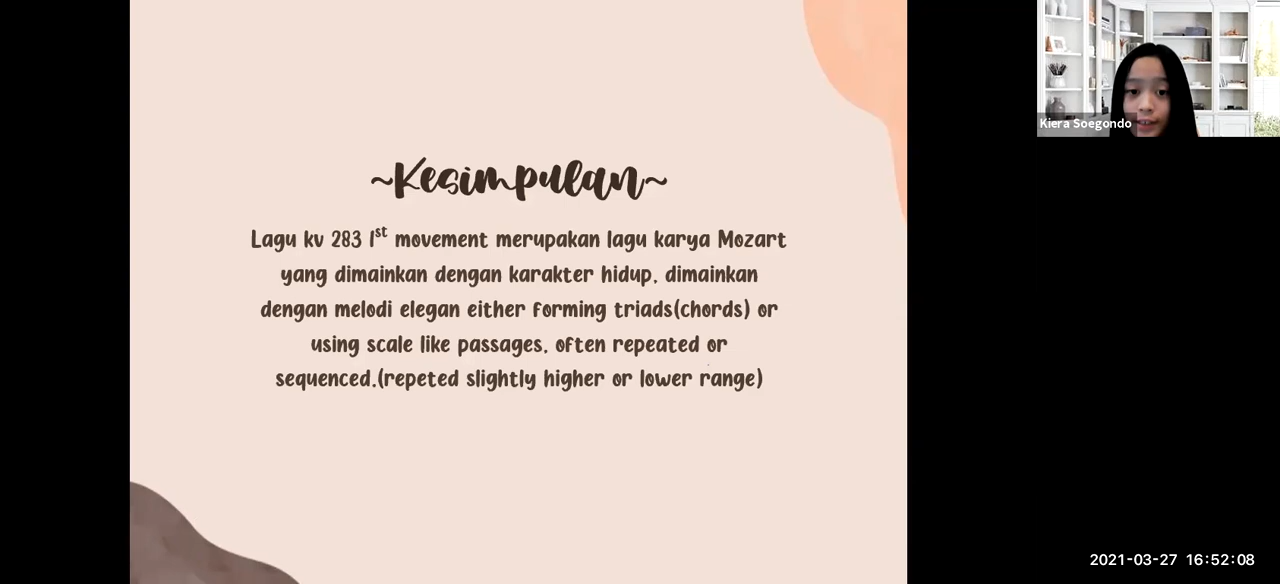 ~Kesimpulan~
Lagu kv 283 1st movement merupakan lagu karya Mozart
yang dimainkan dengan karakter hidup, dimainkan
dengan melodi elegan either forming triads(chords) or
using scale like passages, often repeated or
sequenced.(repeted slightly higher or lower range)
Kiera Soegondo
2021-03-27 16:52:08